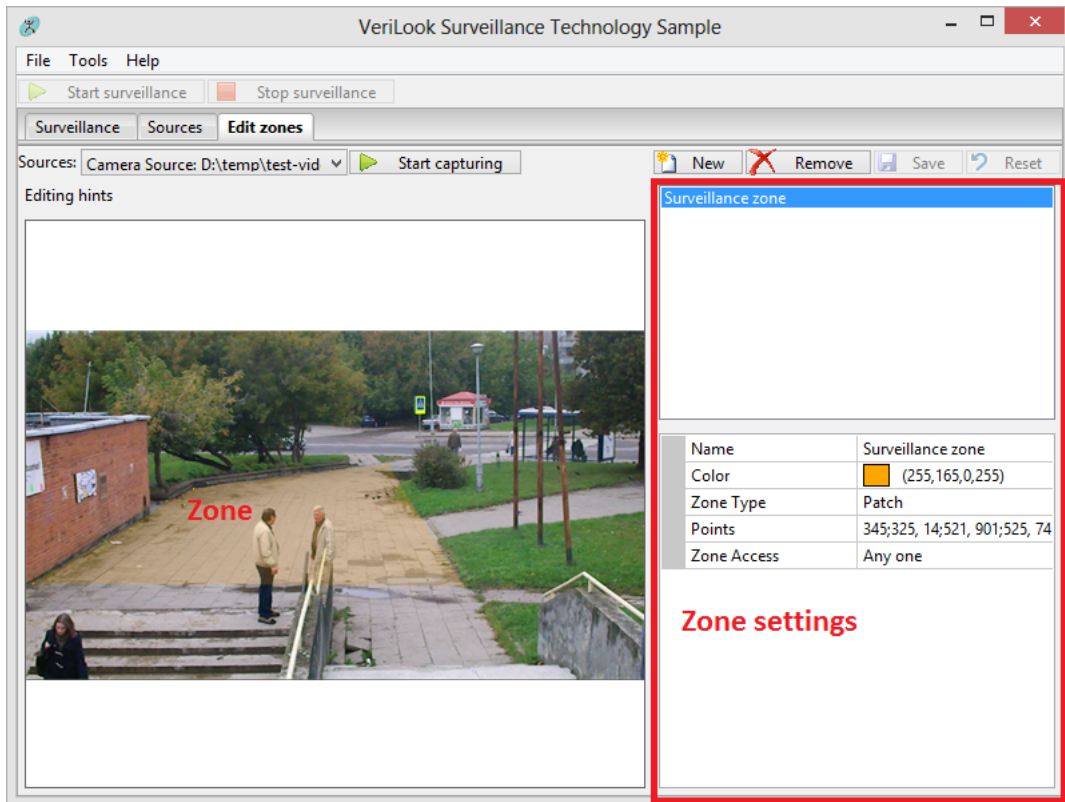 VeriLook Surveillance Technology Sample
File Tools Help
Start surveillance Stop surveillance
Surveillance Sources Edit zones
Sources: Camera Source: D:\temp\test-vid Start capturing New Remove Save Reset
Editing hints
Surveillance zone
Name Surveillance zone
Color (255,165,0,255)
Zone Type Patch
Points 345;325, 14;521, 901;525, 74
Zone Access Any one
Zone
Zone settings